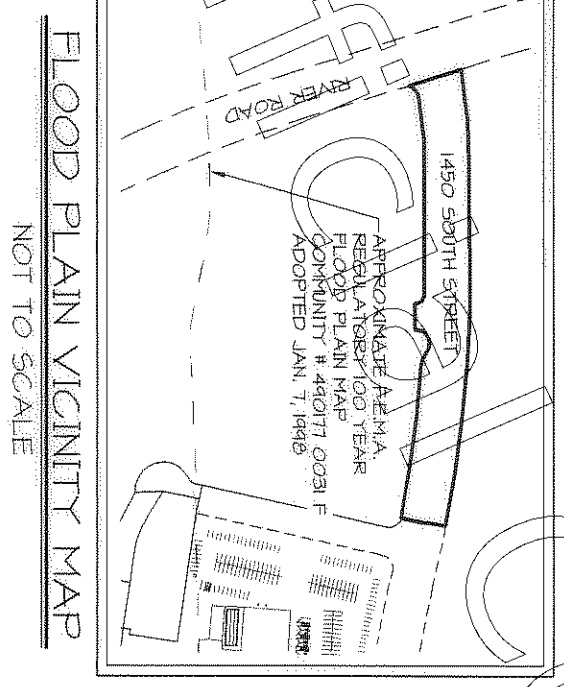 RIVER ROAD
1450 SOUTH STREET
APPROXIMATE F.E.M.A.
REGULATORY 100 YEAR
FLOOD PLAIN MAP
COMMUNITY # 490177 0031 F
ADOPTED JAN. 7, 1998
FLOOD PLAIN VICINITY MAP
NOT TO SCALE